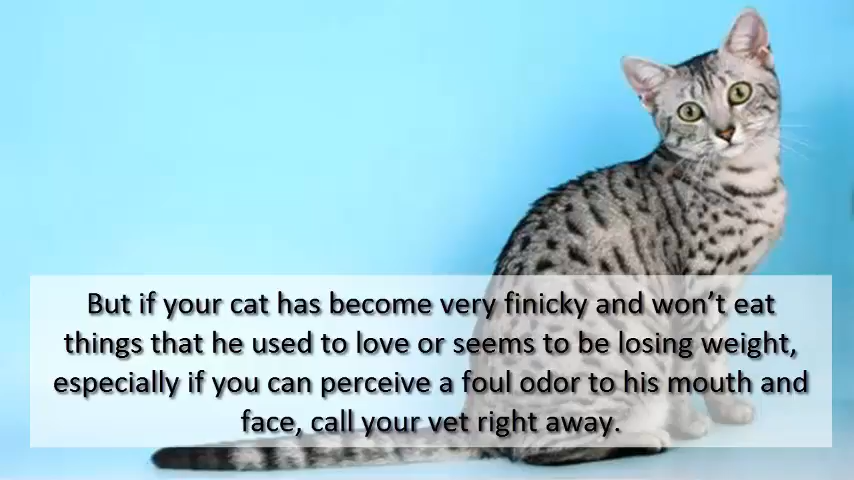 But if your cat has become very finicky and won’t eat
things that he used to love or seems to be losing weight,
especially if you can perceive a foul odor to his mouth and
face, call your vet right away.